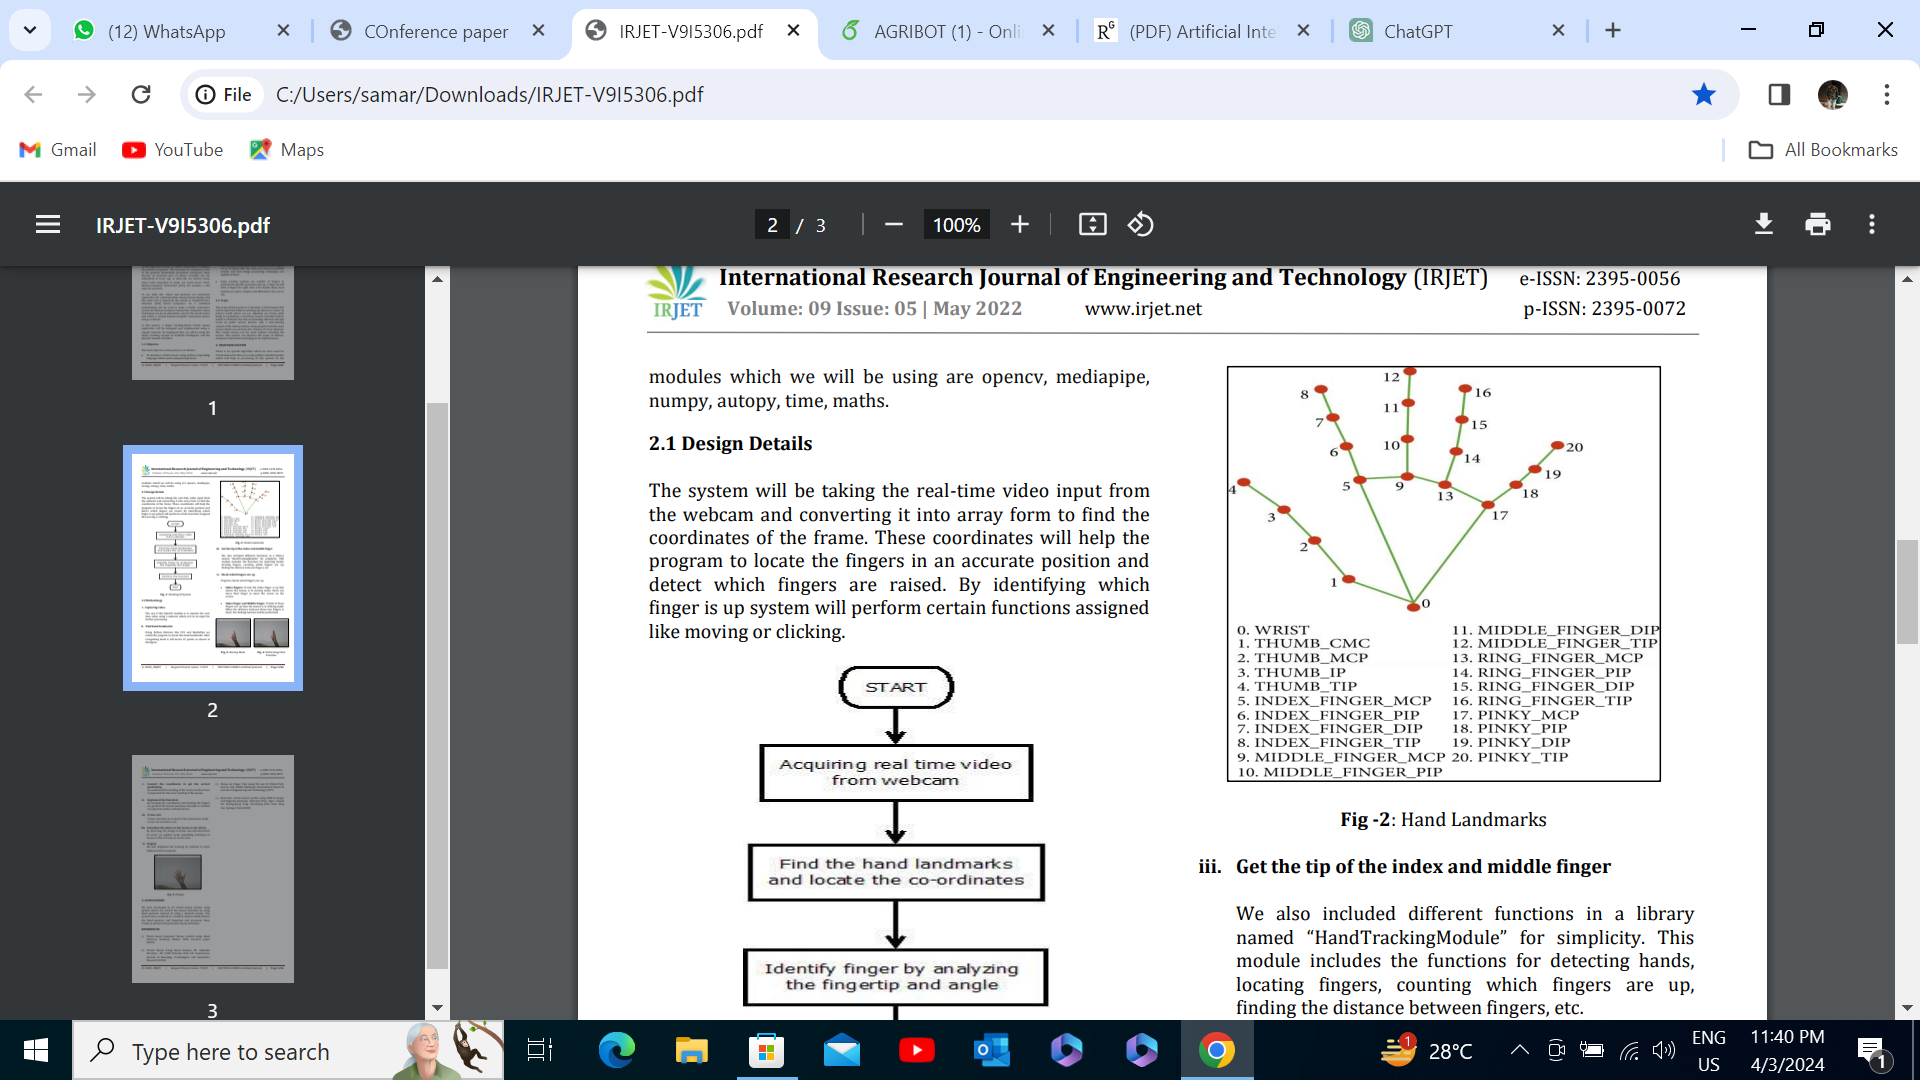 (12) WhatsApp
COnference paper
IRJET-V9I5306.pdf
AGRIBOT (1) - Onli
(PDF) Artificial Inte
ChatGPT
File
C:/Users/samar/Downloads/IRJET-V9I5306.pdf
Gmail
YouTube
Maps
All Bookmarks
IRJET-V9I5306.pdf
2 / 3
100%
1
2
3
IRJET
International Research Journal of Engineering and Technology (IRJET)
e-ISSN: 2395-0056
Volume: 09 Issue: 05 | May 2022
www.irjet.net
p-ISSN: 2395-0072
modules which we will be using are opencv, mediapipe,
numpy, autopy, time, maths.
2.1 Design Details
The system will be taking the real-time video input from
the webcam and converting it into array form to find the
coordinates of the frame. These coordinates will help the
program to locate the fingers in an accurate position and
detect which fingers are raised. By identifying which
finger is up system will perform certain functions assigned
like moving or clicking.
START
Acquiring real time video
from webcam
Find the hand landmarks
and locate the co-ordinates
Identify finger by analyzing
the fingertip and angle
12
8
16
11
7
15
10
6
14
20
19
5
9
13
18
4
17
3
2
1
0
0. WRIST
1. THUMB_CMC
2. THUMB_MCP
3. THUMB_IP
4. THUMB_TIP
5. INDEX_FINGER_MCP
6. INDEX_FINGER_PIP
7. INDEX_FINGER_DIP
8. INDEX_FINGER_TIP
9. MIDDLE_FINGER_MCP
10. MIDDLE_FINGER_PIP
11. MIDDLE_FINGER_DIP
12. MIDDLE_FINGER_TIP
13. RING_FINGER_MCP
14. RING_FINGER_PIP
15. RING_FINGER_DIP
16. RING_FINGER_TIP
17. PINKY_MCP
18. PINKY_PIP
19. PINKY_DIP
20. PINKY_TIP
Fig -2: Hand Landmarks
iii. Get the tip of the index and middle finger
We also included different functions in a library
named “HandTrackingModule” for simplicity. This
module includes the functions for detecting hands,
locating fingers, counting which fingers are up,
finding the distance between fingers, etc.
Type here to search
1
28°C
ENG
US
11:40 PM
4/3/2024
1